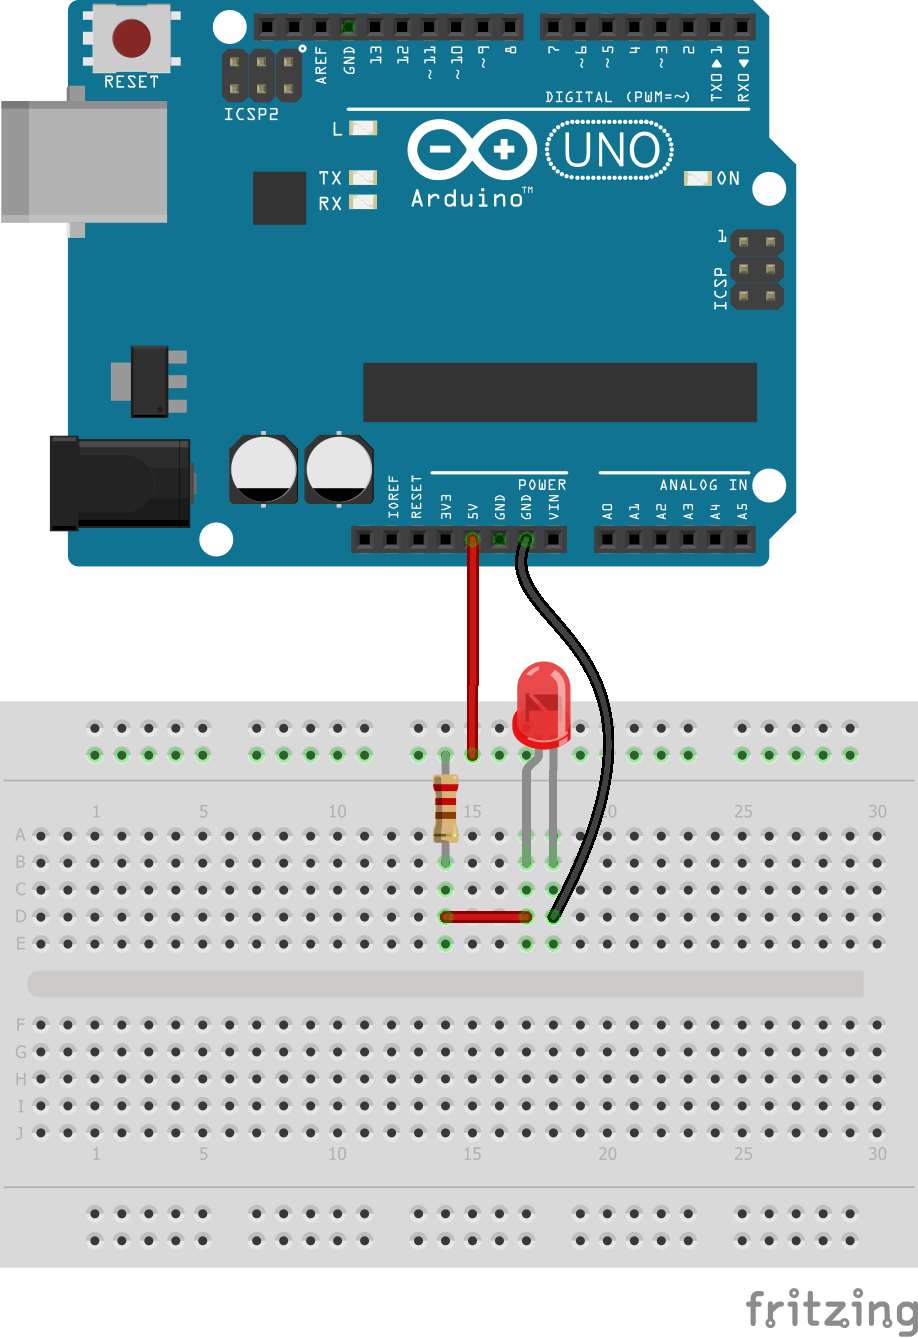 RESET
AREF
GND
13
12
~11
~10
~9
8
7
~6
~5
4
~3
2
TX0▶1
RX0◀0
ICSP2
DIGITAL (PWM=~)
L
TX
RX
Arduino™
UNO
ON
1
ICSP
POWER
ANALOG IN
IOREF
RESET
3V3
5V
GND
GND
VIN
A0
A1
A2
A3
A4
A5
1 5 10 15 20 25 30
A
B
C
D
E
F
G
H
I
J
1 5 10 15 20 25 30
fritzing